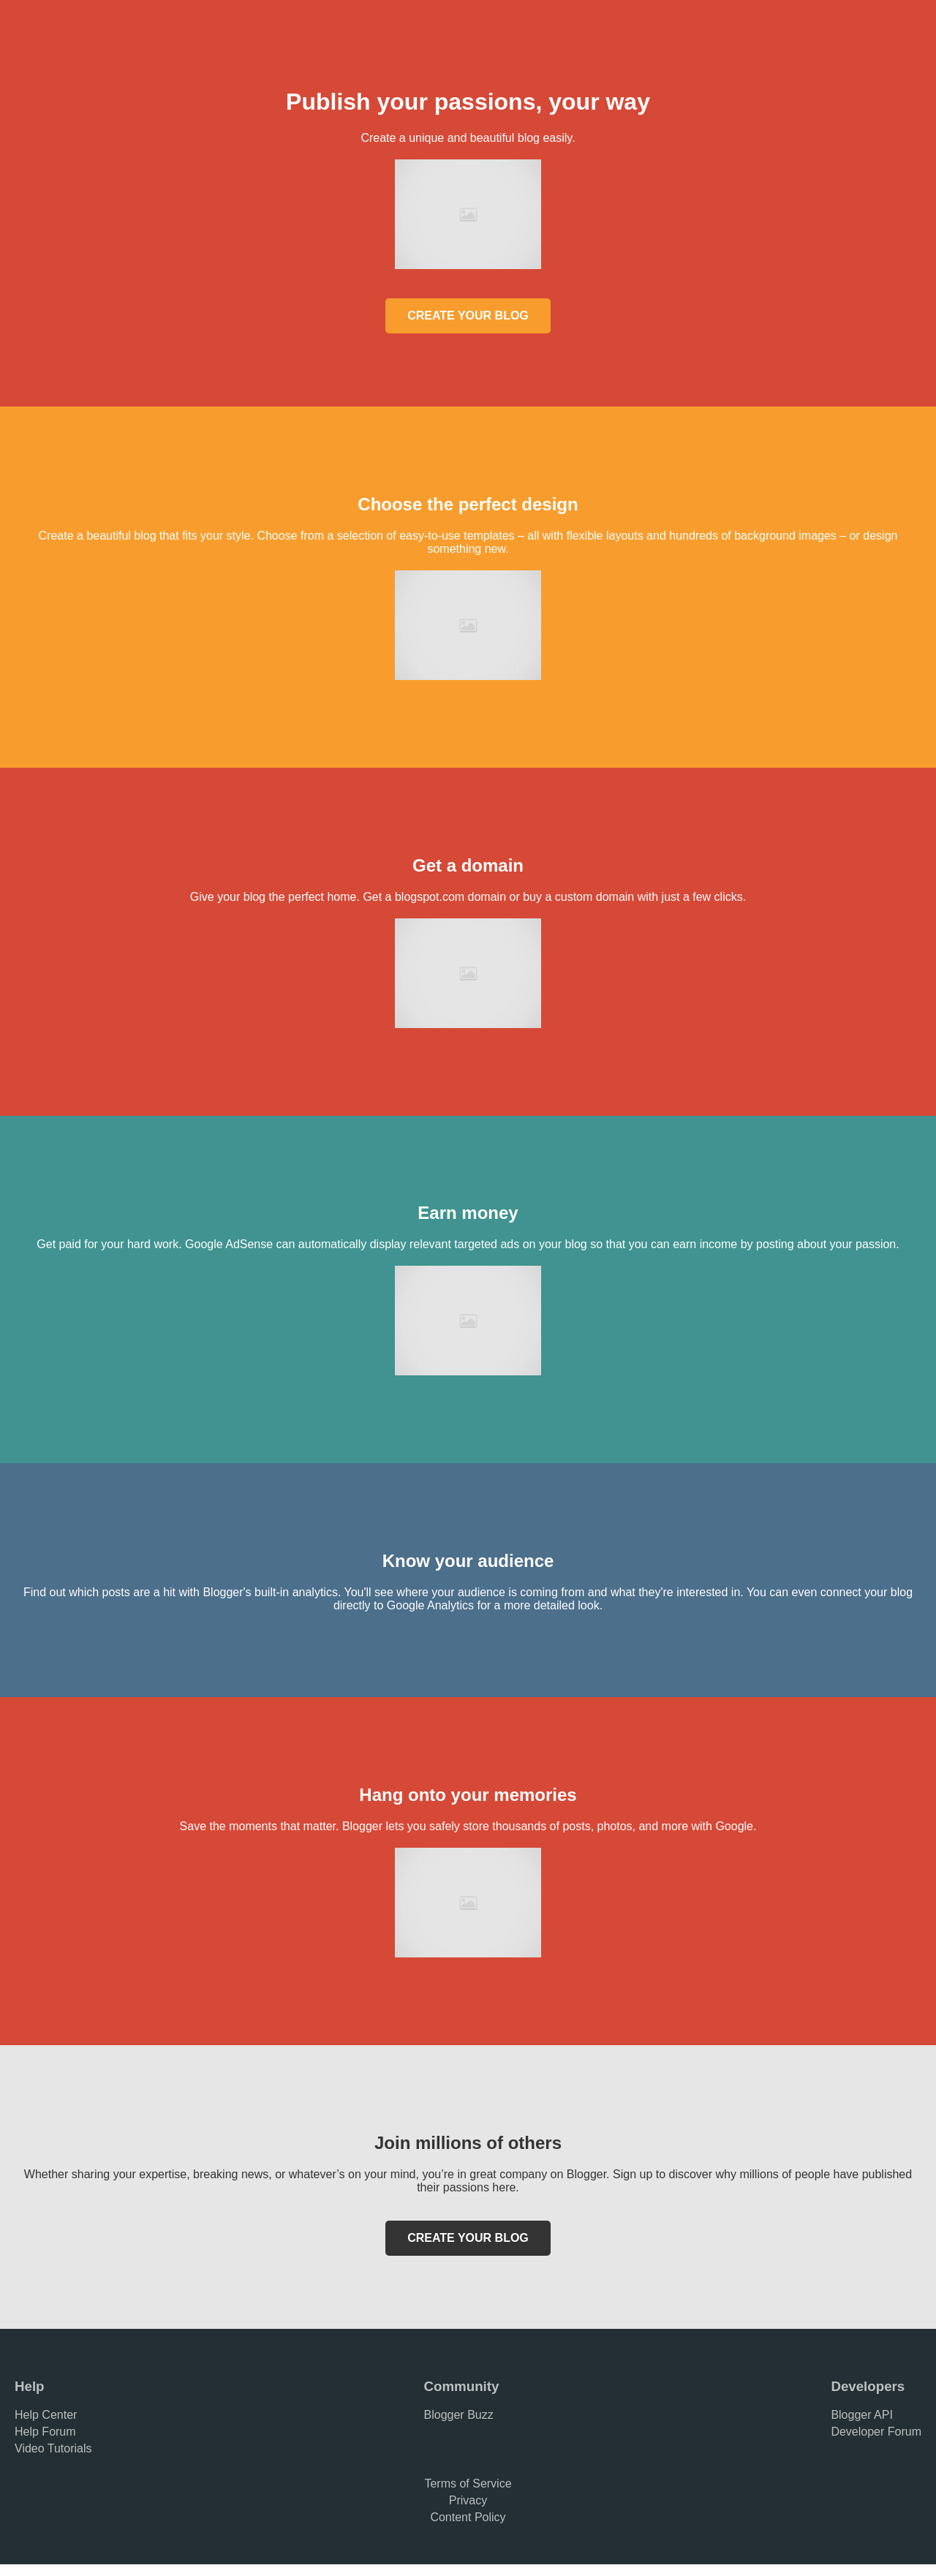 Publish your passions, your way
Create a unique and beautiful blog easily.
CREATE YOUR BLOG
Choose the perfect design
Create a beautiful blog that fits your style. Choose from a selection of easy-to-use templates – all with flexible layouts and hundreds of background images – or design
something new.
Get a domain
Give your blog the perfect home. Get a blogspot.com domain or buy a custom domain with just a few clicks.
Earn money
Get paid for your hard work. Google AdSense can automatically display relevant targeted ads on your blog so that you can earn income by posting about your passion.
Know your audience
Find out which posts are a hit with Blogger's built-in analytics. You'll see where your audience is coming from and what they're interested in. You can even connect your blog
directly to Google Analytics for a more detailed look.
Hang onto your memories
Save the moments that matter. Blogger lets you safely store thousands of posts, photos, and more with Google.
Join millions of others
Whether sharing your expertise, breaking news, or whatever’s on your mind, you’re in great company on Blogger. Sign up to discover why millions of people have published
their passions here.
CREATE YOUR BLOG
Help
Help Center
Help Forum
Video Tutorials
Community
Blogger Buzz
Developers
Blogger API
Developer Forum
Terms of Service
Privacy
Content Policy